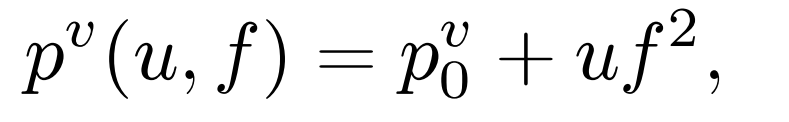 $p^v(u, f) = p_0^v + uf^2,$